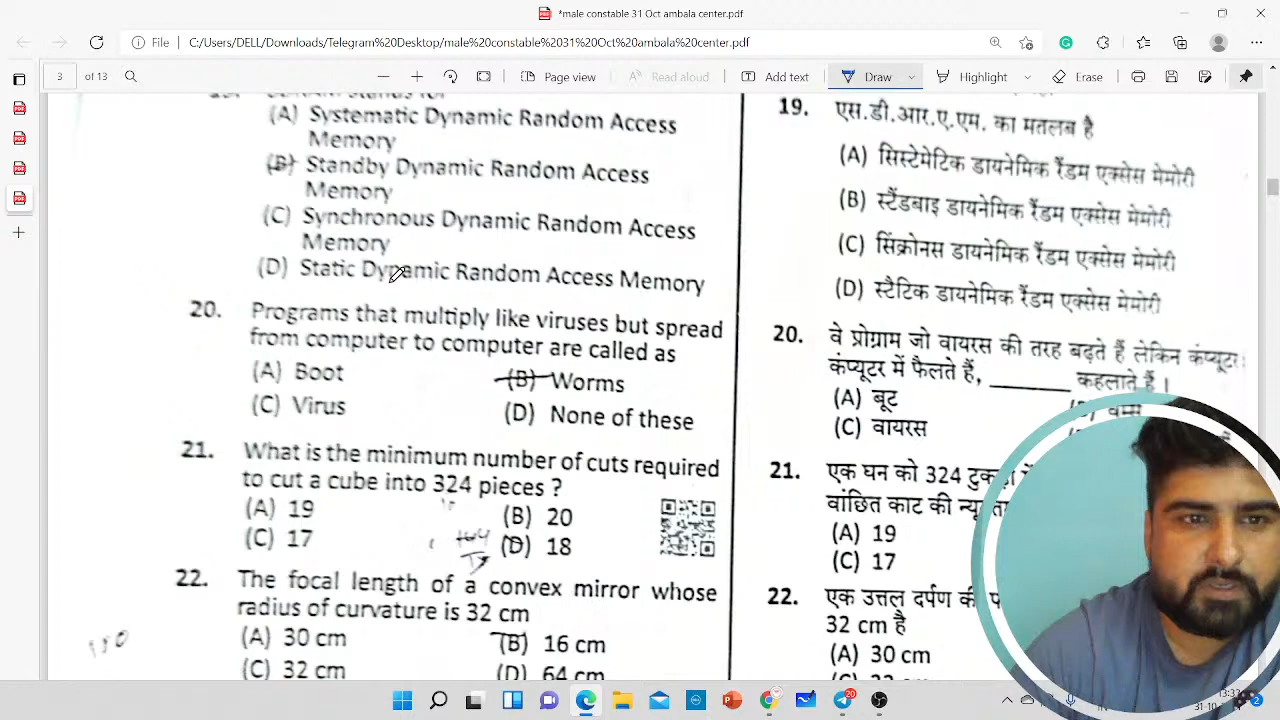 *male constable 31 Oct ambala center.pdf
File
C:/Users/DELL/Downloads/Telegram%20Desktop/male%20constable%2031%20Oct%20ambala%20center.pdf
3 of 13
Page view
Read aloud
Add text
Draw
Highlight
Erase
(A) Systematic Dynamic Random Access
Memory
(B) Standby Dynamic Random Access
Memory
(C) Synchronous Dynamic Random Access
Memory
(D) Static Dynamic Random Access Memory
20. Programs that multiply like viruses but spread
from computer to computer are called as
(A) Boot (B) Worms
(C) Virus (D) None of these
21. What is the minimum number of cuts required
to cut a cube into 324 pieces ?
(A) 19 (B) 20
(C) 17 (D) 18
22. The focal length of a convex mirror whose
radius of curvature is 32 cm
(A) 30 cm (B) 16 cm
(C) 32 cm (D) 64 cm
19. एस.डी.आर.ए.एम. का मतलब है
(A) सिस्टेमेटिक डायनेमिक रैंडम एक्सेस मेमोरी
(B) स्टैंडबाइ डायनेमिक रैंडम एक्सेस मेमोरी
(C) सिंक्रोनस डायनेमिक रैंडम एक्सेस मेमोरी
(D) स्टैटिक डायनेमिक रैंडम एक्सेस मेमोरी
20. वे प्रोग्राम जो वायरस की तरह बढ़ते हैं लेकिन कंप्यूटर
कंप्यूटर में फैलते हैं, ________ कहलाते हैं।
(A) बूट
(C) वायरस
21. एक घन को 324
वांछित काट की
(A) 19
(C) 17
22. एक उत्तल दर्पण की
32 cm है
(A) 30 cm
20
13:33
31-10
2